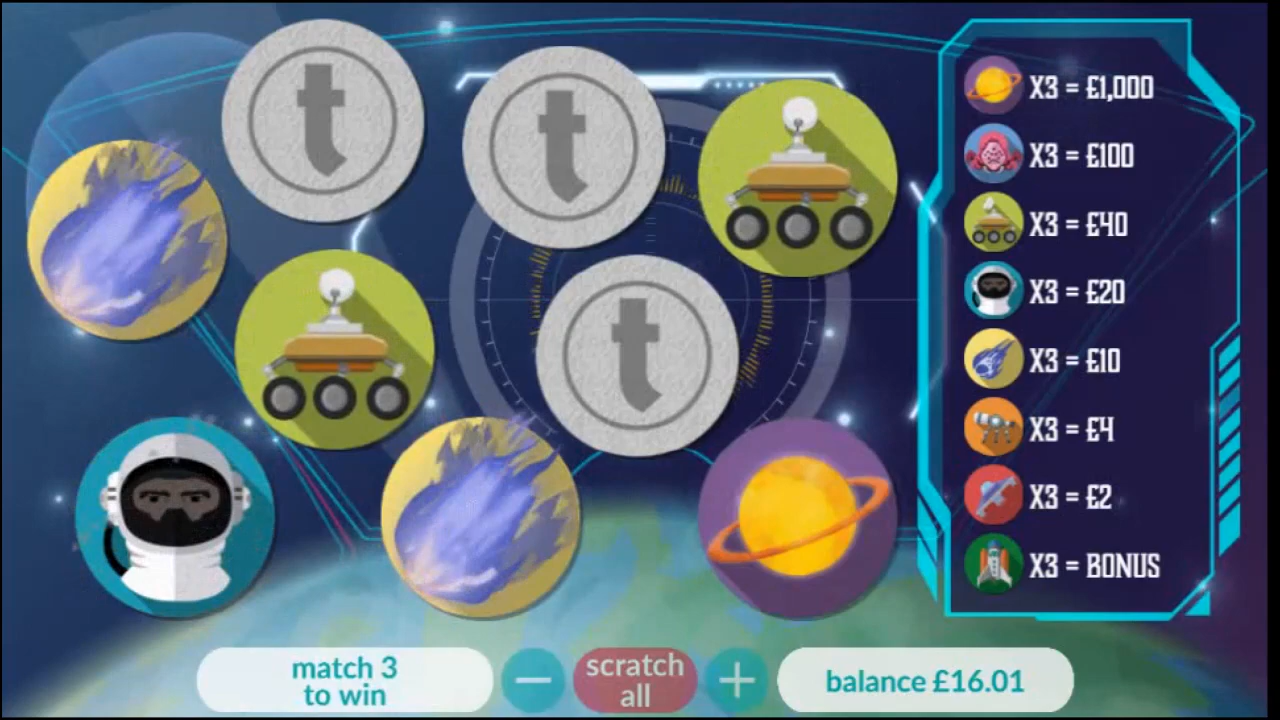 t
t
t
X3 = £1,000
X3 = £100
X3 = £40
X3 = £20
X3 = £10
X3 = £4
X3 = £2
X3 = BONUS
match 3
to win
scratch
all
balance £16.01